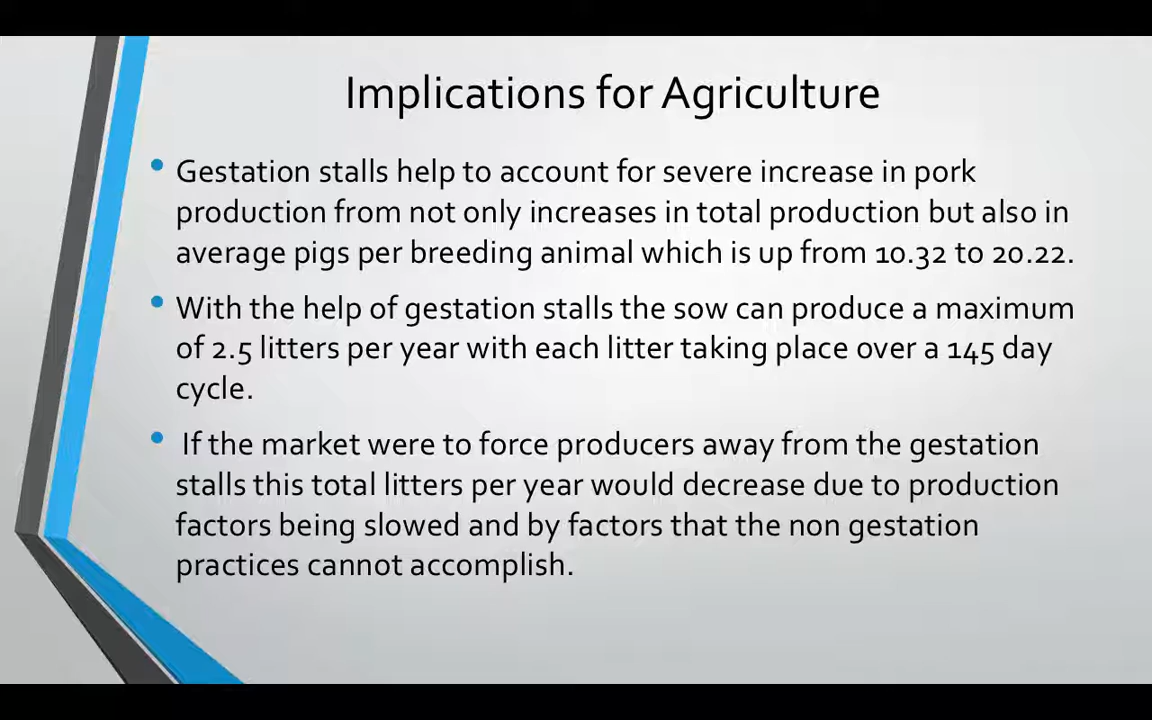 Implications for Agriculture
• Gestation stalls help to account for severe increase in pork
production from not only increases in total production but also in
average pigs per breeding animal which is up from 10.32 to 20.22.
• With the help of gestation stalls the sow can produce a maximum
of 2.5 litters per year with each litter taking place over a 145 day
cycle.
• If the market were to force producers away from the gestation
stalls this total litters per year would decrease due to production
factors being slowed and by factors that the non gestation
practices cannot accomplish.